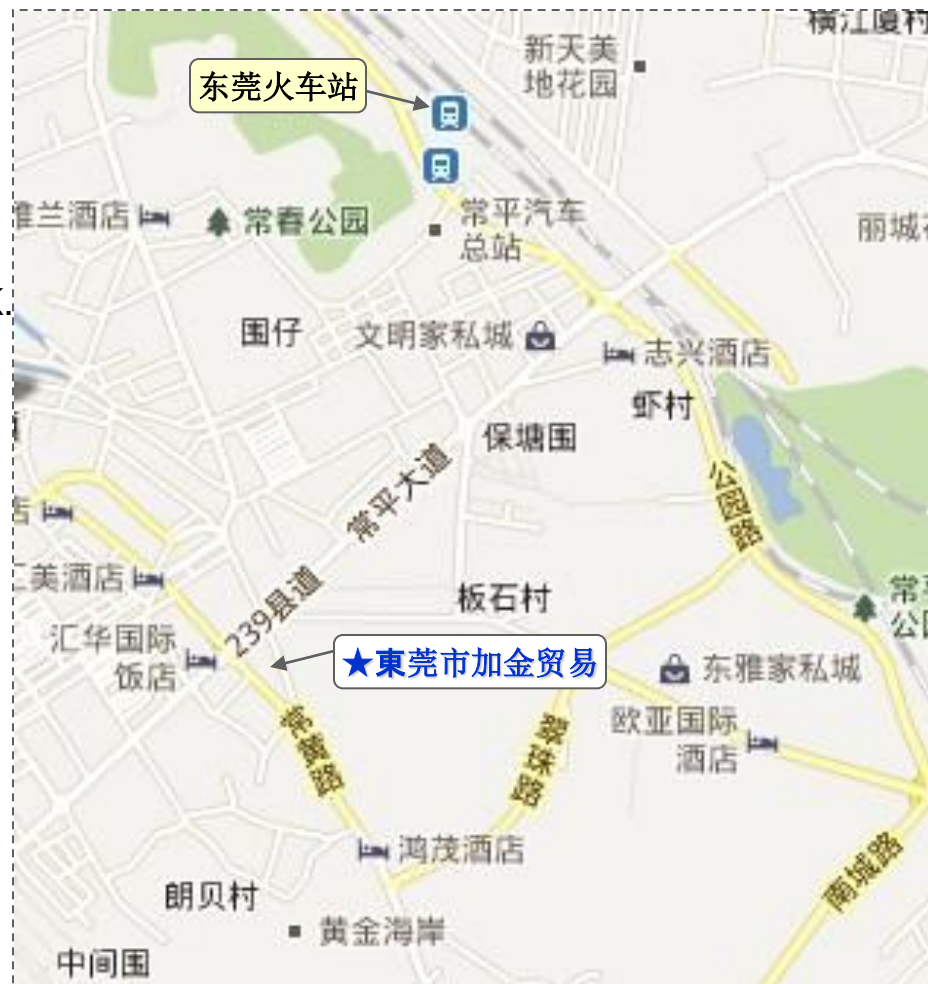 横江厦村
新天美
地花园
东莞火车站
雅兰酒店
常春公园
常平汽车
总站
丽城
围仔
文明家私城
志兴酒店
虾村
保塘围
常平大道
公园路
店
汇美酒店
板石村
239县道
汇华国际
饭店
★東莞市加金贸易
东雅家私城
欧亚国际
酒店
鸿茂酒店
南城路
朗贝村
黄金海岸
中间围